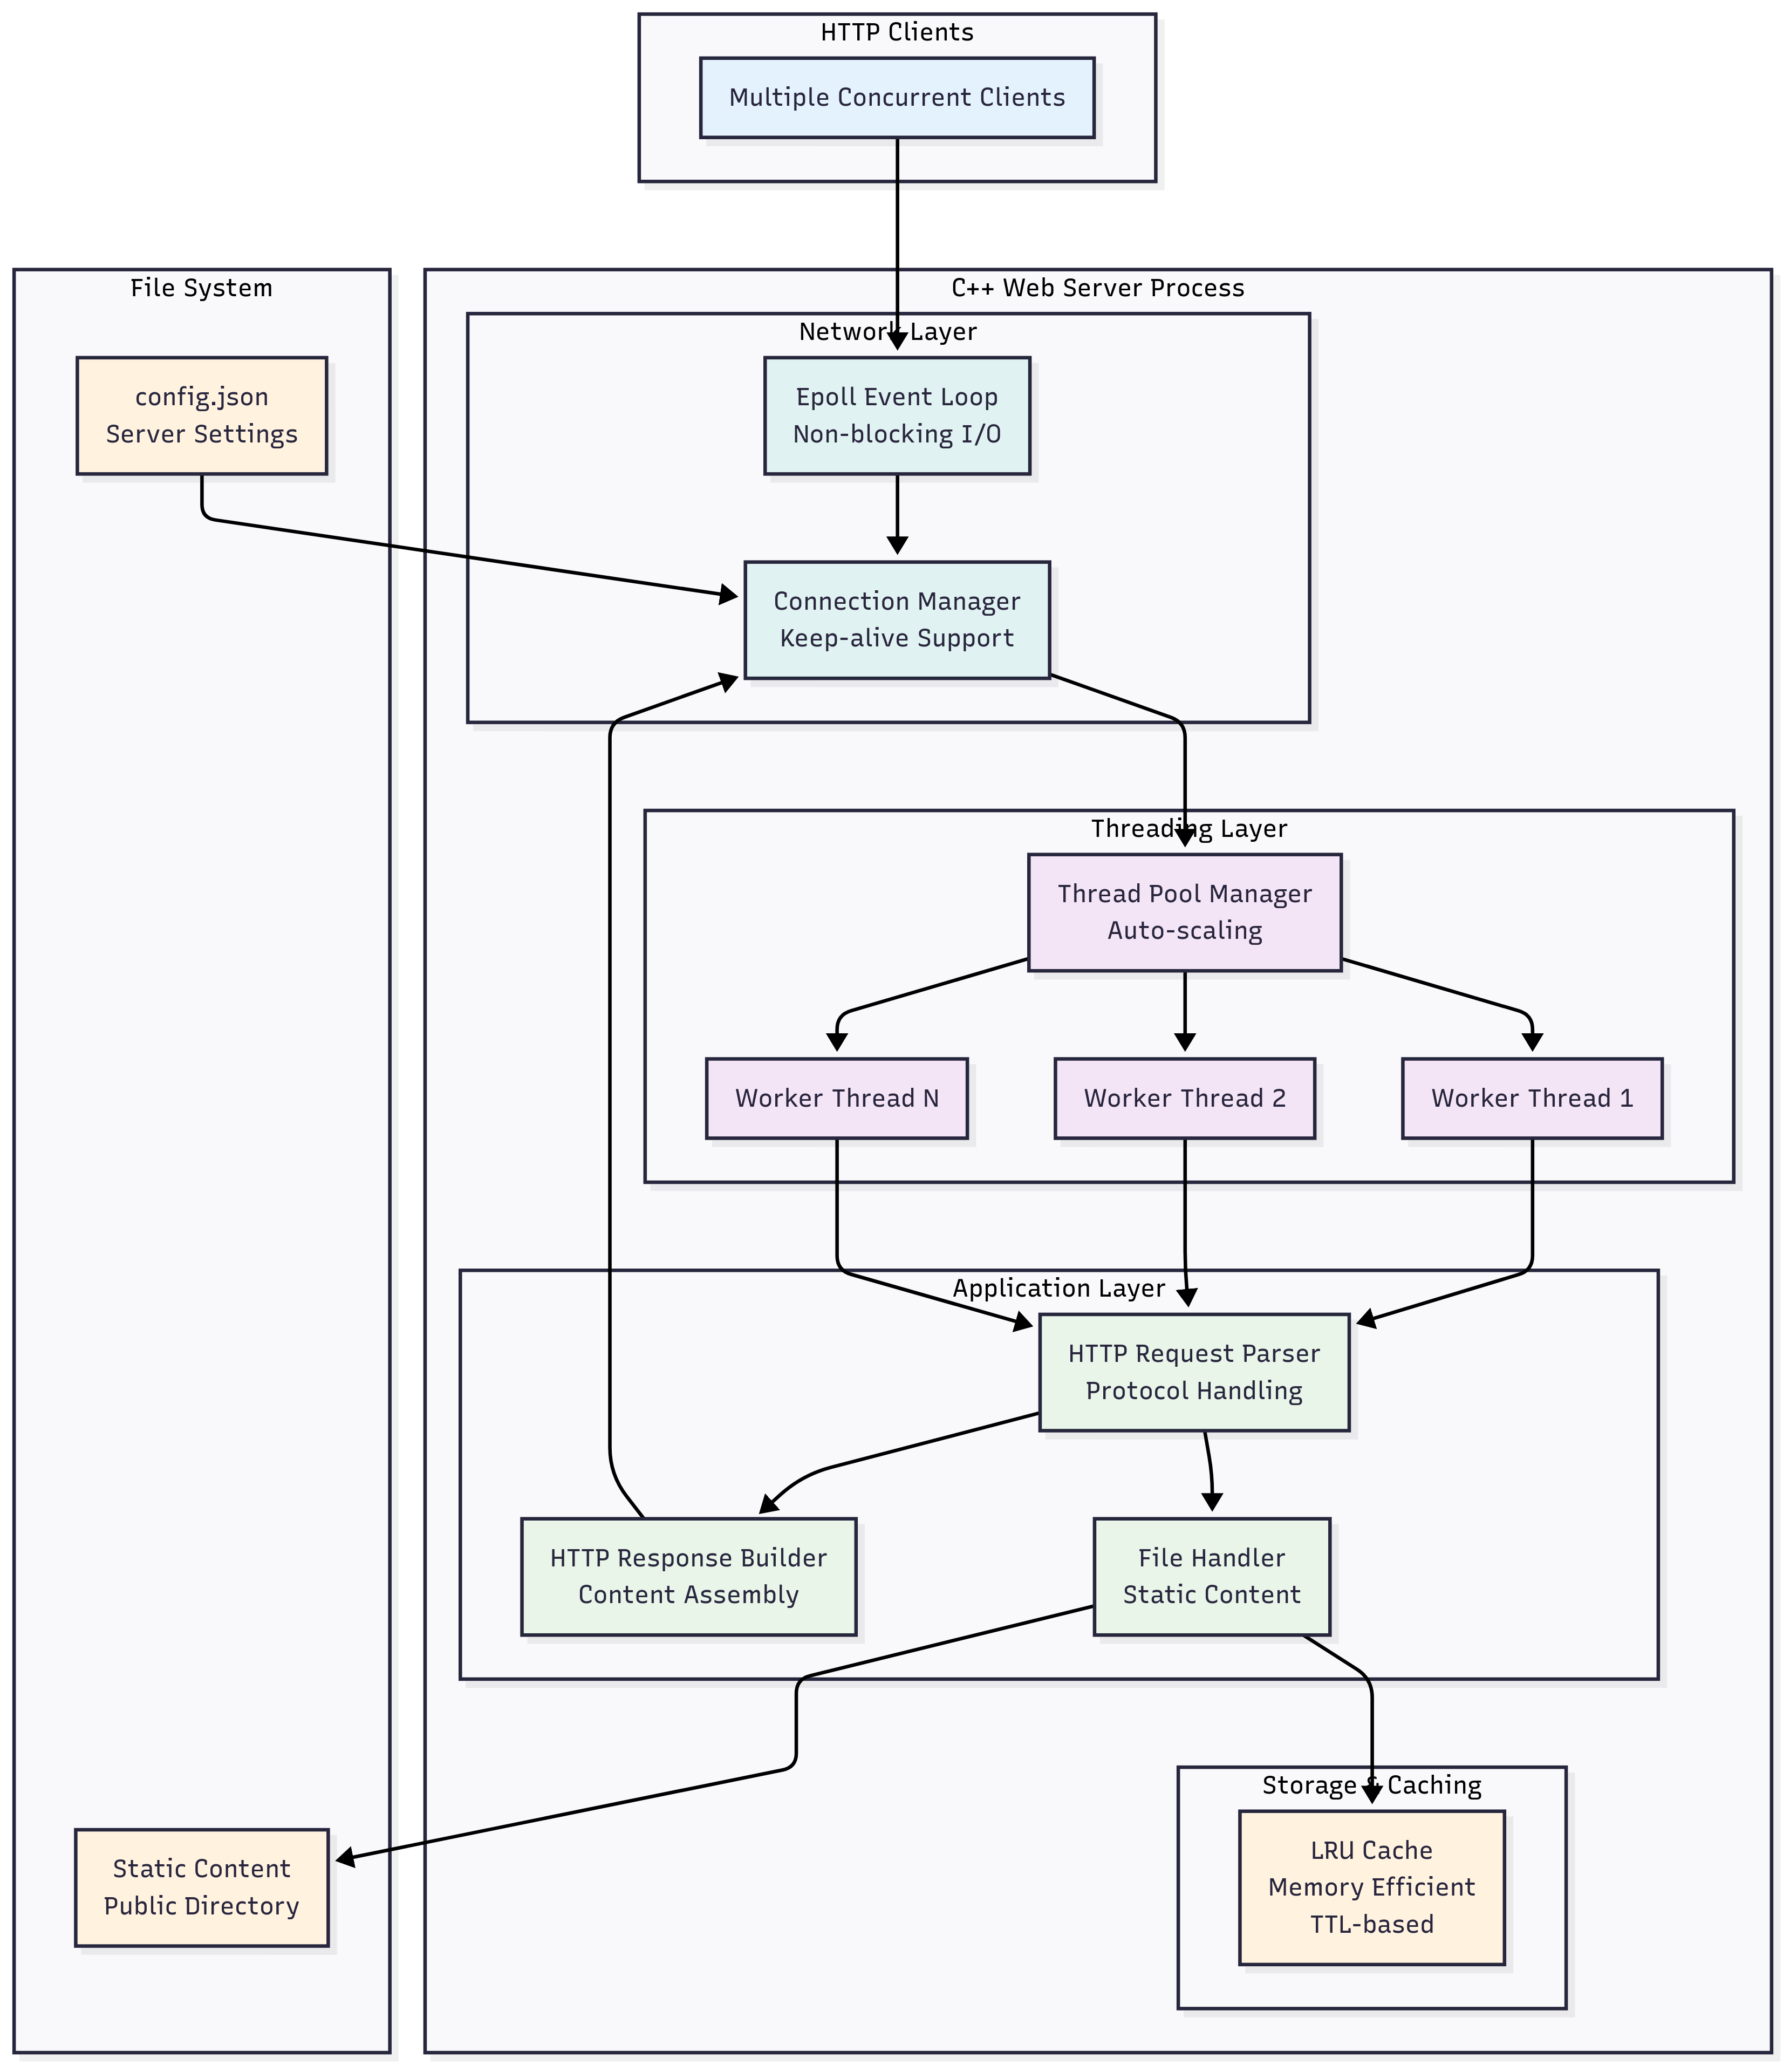 HTTP Clients
Multiple Concurrent Clients
File System
C++ Web Server Process
Network Layer
config.json
Server Settings
Epoll Event Loop
Non-blocking I/O
Connection Manager
Keep-alive Support
Threading Layer
Thread Pool Manager
Auto-scaling
Worker Thread N
Worker Thread 2
Worker Thread 1
Application Layer
HTTP Request Parser
Protocol Handling
HTTP Response Builder
Content Assembly
File Handler
Static Content
Storage & Caching
Static Content
Public Directory
LRU Cache
Memory Efficient
TTL-based